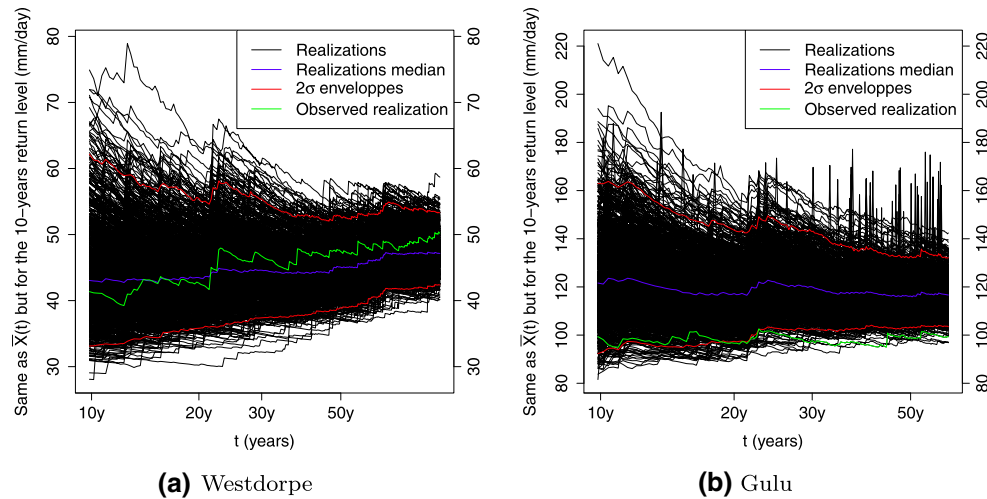 Same as X̅(t) but for the 10−years return level (mm/day)
80
70
60
50
40
30
Realizations
Realizations median
2σ enveloppes
Observed realization
80
70
60
50
40
30
10y 20y 30y 50y
t (years)
(a) Westdorpe
Same as X̅(t) but for the 10−years return level (mm/day)
220
200
180
160
140
120
100
80
Realizations
Realizations median
2σ enveloppes
Observed realization
220
200
180
160
140
120
100
80
10y 20y 30y 50y
t (years)
(b) Gulu